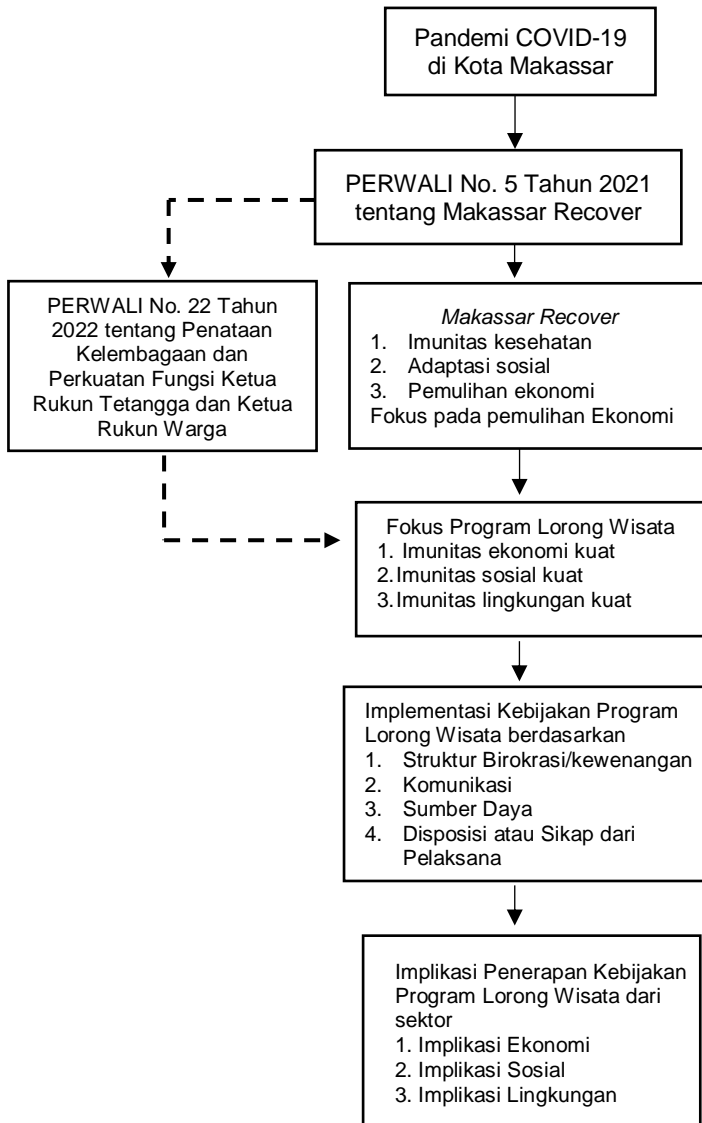 Pandemi COVID-19
di Kota Makassar
PERWALI No. 5 Tahun 2021
tentang Makassar Recover
PERWALI No. 22 Tahun
2022 tentang Penataan
Kelembagaan dan
Perkuatan Fungsi Ketua
Rukun Tetangga dan Ketua
Rukun Warga
Makassar Recover
1. Imunitas kesehatan
2. Adaptasi sosial
3. Pemulihan ekonomi
Fokus pada pemulihan Ekonomi
Fokus Program Lorong Wisata
1. Imunitas ekonomi kuat
2. Imunitas sosial kuat
3. Imunitas lingkungan kuat
Implementasi Kebijakan Program
Lorong Wisata berdasarkan
1. Struktur Birokrasi/kewenangan
2. Komunikasi
3. Sumber Daya
4. Disposisi atau Sikap dari
Pelaksana
Implikasi Penerapan Kebijakan
Program Lorong Wisata dari
sektor
1. Implikasi Ekonomi
2. Implikasi Sosial
3. Implikasi Lingkungan